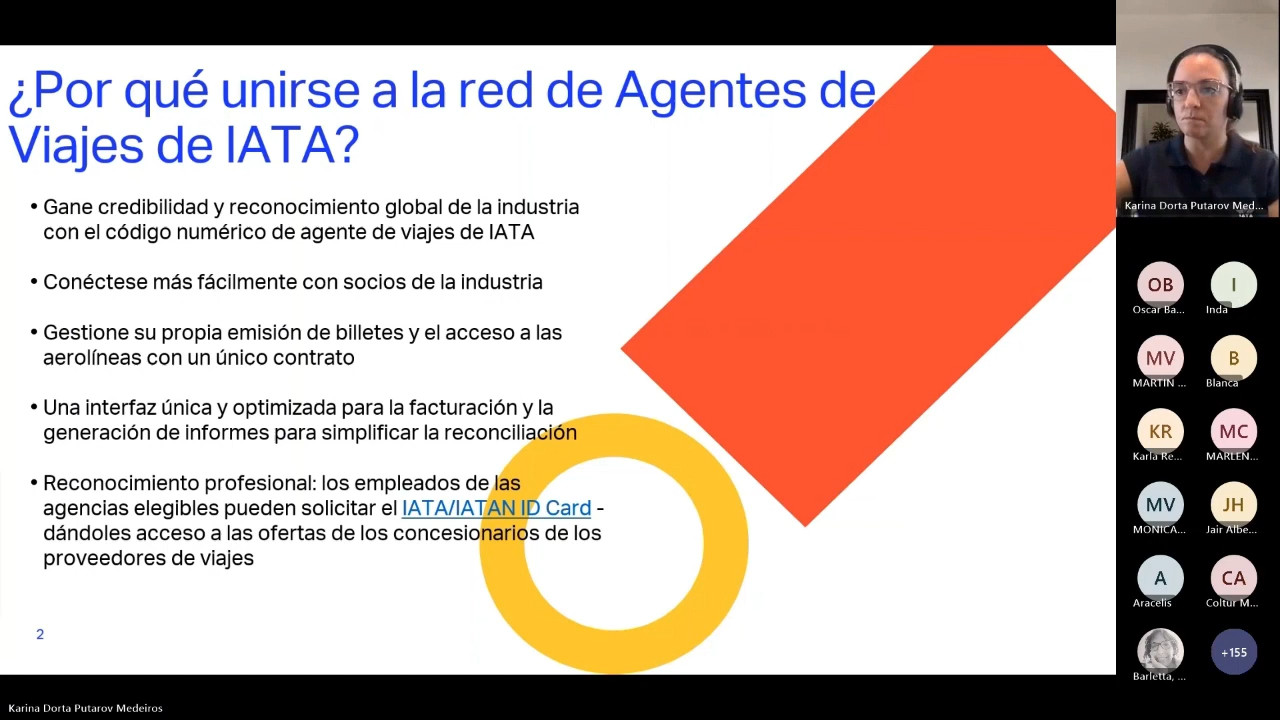 ¿Por qué unirse a la red de Agentes de
Viajes de IATA?
• Gane credibilidad y reconocimiento global de la industria
con el código numérico de agente de viajes de IATA
• Conéctese más fácilmente con socios de la industria
• Gestione su propia emisión de billetes y el acceso a las
aerolíneas con un único contrato
• Una interfaz única y optimizada para la facturación y la
generación de informes para simplificar la reconciliación
• Reconocimiento profesional: los empleados de las
agencias elegibles pueden solicitar el IATA/IATAN ID Card -
dándoles acceso a las ofertas de los concesionarios de los
proveedores de viajes
2
Karina Dorta Putarov Medeiros
Karina Dorta Putarov Med...
IATA
OB
Oscar Ba...
I
Inda
MV
MARTIN ...
B
Blanca
KR
Karla Re...
MC
MARLEN...
MV
MONICA...
JH
Jair Albe...
A
Aracelis
CA
Coltur M...
Barletta, ...
+155